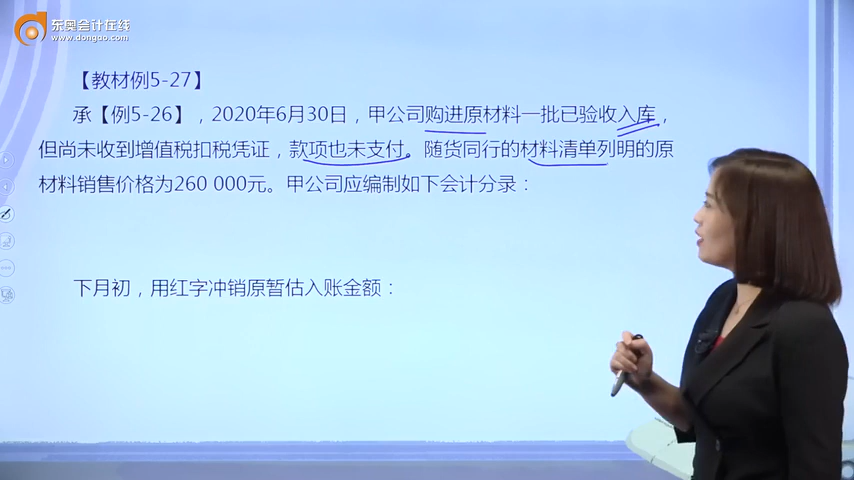 东奥会计在线
www.dongao.com
【教材例5-27】
承【例5-26】，2020年6月30日，甲公司购进原材料一批已验收入库，
但尚未收到增值税扣税凭证，款项也未支付。随货同行的材料清单列明的原
材料销售价格为260 000元。甲公司应编制如下会计分录：
下月初，用红字冲销原暂估入账金额：